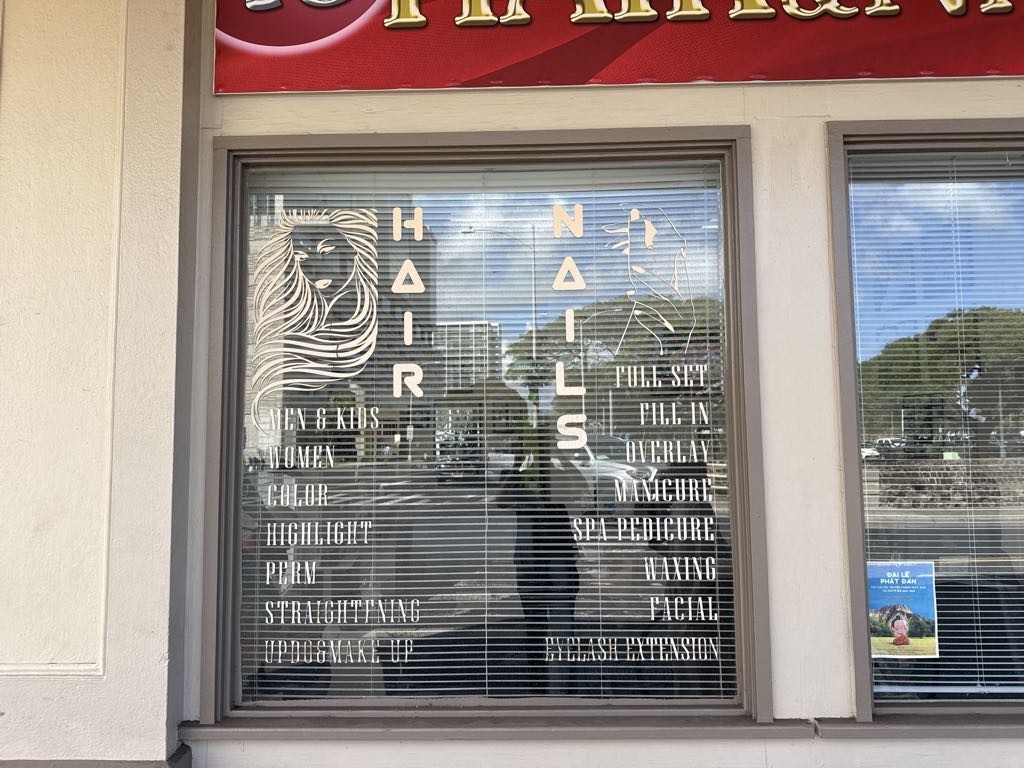 HAIR
MEN & KIDS
WOMEN
COLOR
HIGHLIGHT
PERM
STRAIGHTENING
UPDO&MAKE UP
NAILS
FULL SET
FILL IN
OVERLAY
MANICURE
SPA PEDICURE
WAXING
FACIAL
EYELASH EXTENSION
ĐẠI LỄ
PHẬT ĐẢN